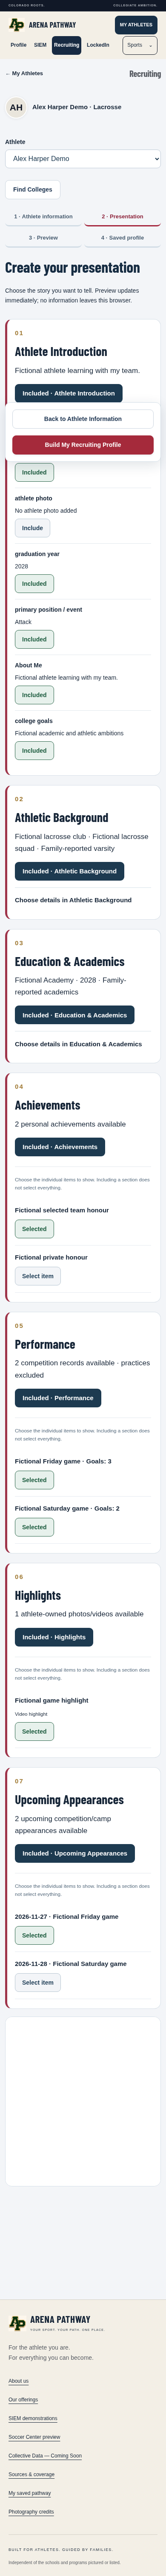 COLORADO ROOTS. COLLEGIATE AMBITION.
AP ARENA PATHWAY
MY ATHLETES
Profile SIEM Recruiting LockedIn Sports
← My Athletes
Recruiting
AH
Alex Harper Demo · Lacrosse
Athlete
Alex Harper Demo
Find Colleges
1 · Athlete information
2 · Presentation
3 · Preview
4 · Saved profile
Create your presentation
Choose the story you want to tell. Preview updates
immediately; no information leaves this browser.
01
Athlete Introduction
Fictional athlete learning with my team.
Included · Athlete Introduction
Back to Athlete Information
Build My Recruiting Profile
Included
athlete photo
No athlete photo added
Include
graduation year
2028
Included
primary position / event
Attack
Included
About Me
Fictional athlete learning with my team.
Included
college goals
Fictional academic and athletic ambitions
Included
02
Athletic Background
Fictional lacrosse club · Fictional lacrosse
squad · Family-reported varsity
Included · Athletic Background
Choose details in Athletic Background
03
Education & Academics
Fictional Academy · 2028 · Family-
reported academics
Included · Education & Academics
Choose details in Education & Academics
04
Achievements
2 personal achievements available
Included · Achievements
Choose the individual items to show. Including a section does
not select everything.
Fictional selected team honour
Selected
Fictional private honour
Select item
05
Performance
2 competition records available · practices
excluded
Included · Performance
Choose the individual items to show. Including a section does
not select everything.
Fictional Friday game · Goals: 3
Selected
Fictional Saturday game · Goals: 2
Selected
06
Highlights
1 athlete-owned photos/videos available
Included · Highlights
Choose the individual items to show. Including a section does
not select everything.
Fictional game highlight
Video highlight
Selected
07
Upcoming Appearances
2 upcoming competition/camp
appearances available
Included · Upcoming Appearances
Choose the individual items to show. Including a section does
not select everything.
2026-11-27 · Fictional Friday game
Selected
2026-11-28 · Fictional Saturday game
Select item
AP ARENA PATHWAY
YOUR SPORT. YOUR PATH. ONE PLACE.
For the athlete you are.
For everything you can become.
About us
Our offerings
SIEM demonstrations
Soccer Center preview
Collective Data — Coming Soon
Sources & coverage
My saved pathway
Photography credits
BUILT FOR ATHLETES. GUIDED BY FAMILIES.
Independent of the schools and programs pictured or listed.